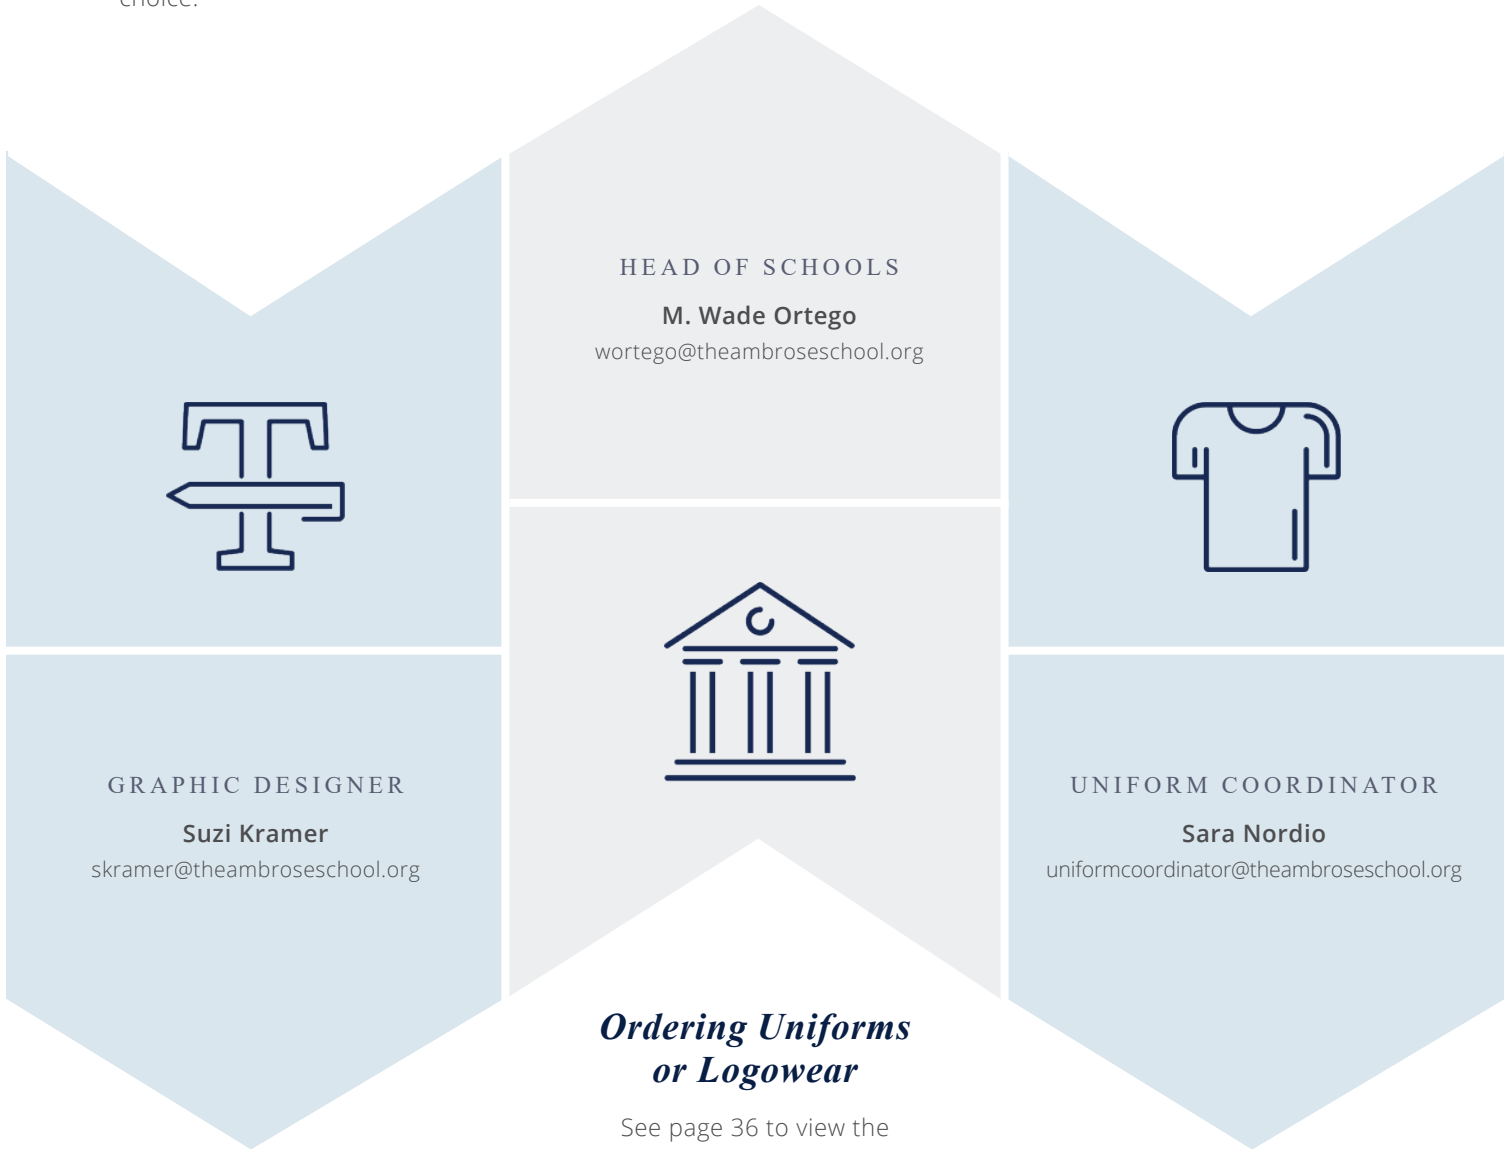 choice.
HEAD OF SCHOOLS
M. Wade Ortego
wortego@theambroseschool.org
GRAPHIC DESIGNER
Suzi Kramer
skramer@theambroseschool.org
UNIFORM COORDINATOR
Sara Nordio
uniformcoordinator@theambroseschool.org
Ordering Uniforms
or Logowear
See page 36 to view the